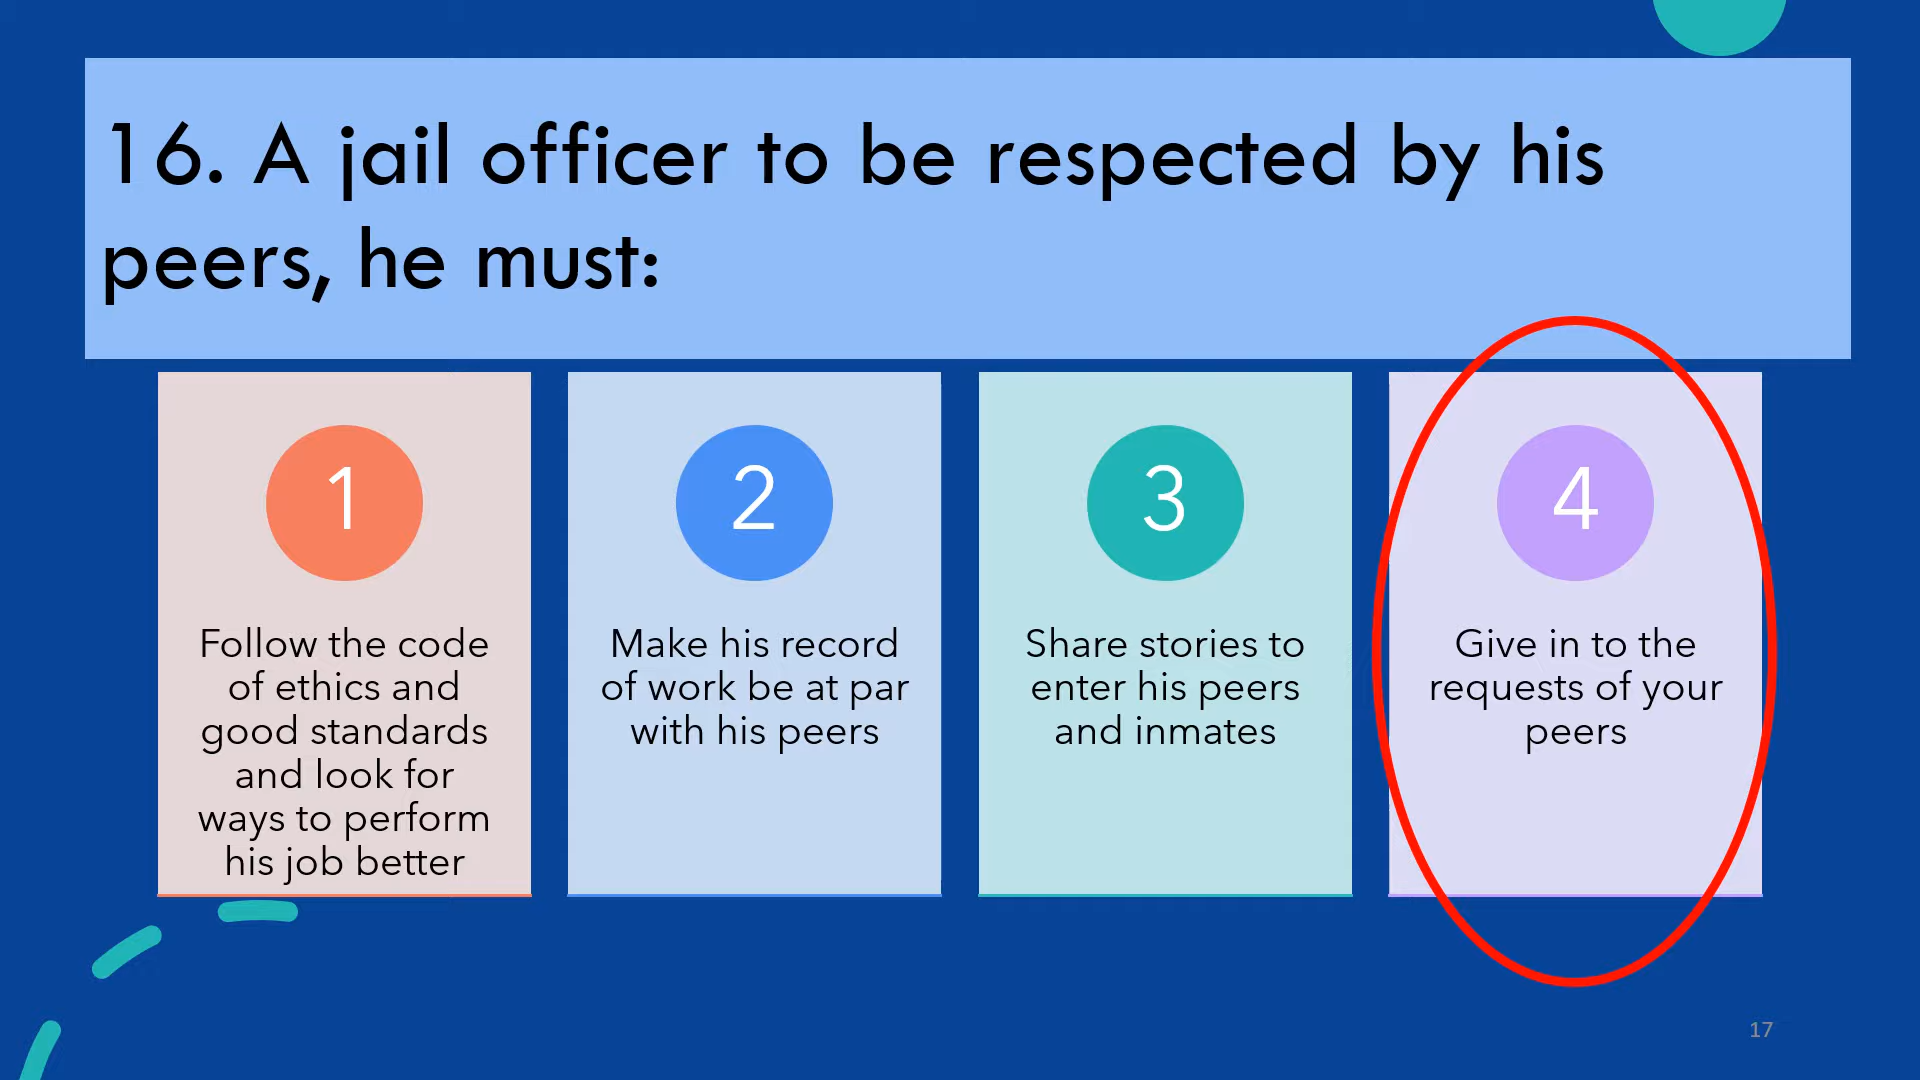 16. A jail officer to be respected by his
peers, he must:
1
Follow the code
of ethics and
good standards
and look for
ways to perform
his job better
2
Make his record
of work be at par
with his peers
3
Share stories to
enter his peers
and inmates
4
Give in to the
requests of your
peers
17